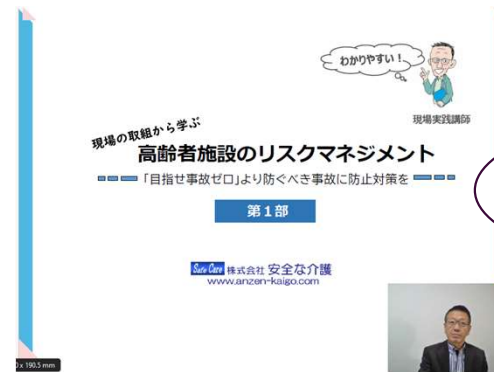 わかりやすい！
現場実践講師
現場の取組から学ぶ
高齢者施設のリスクマネジメント
「目指せ事故ゼロ」より防ぐべき事故に防止対策を
第1部
Safe Care 株式会社 安全な介護
www.anzen-kaigo.com
x 190.5 mm